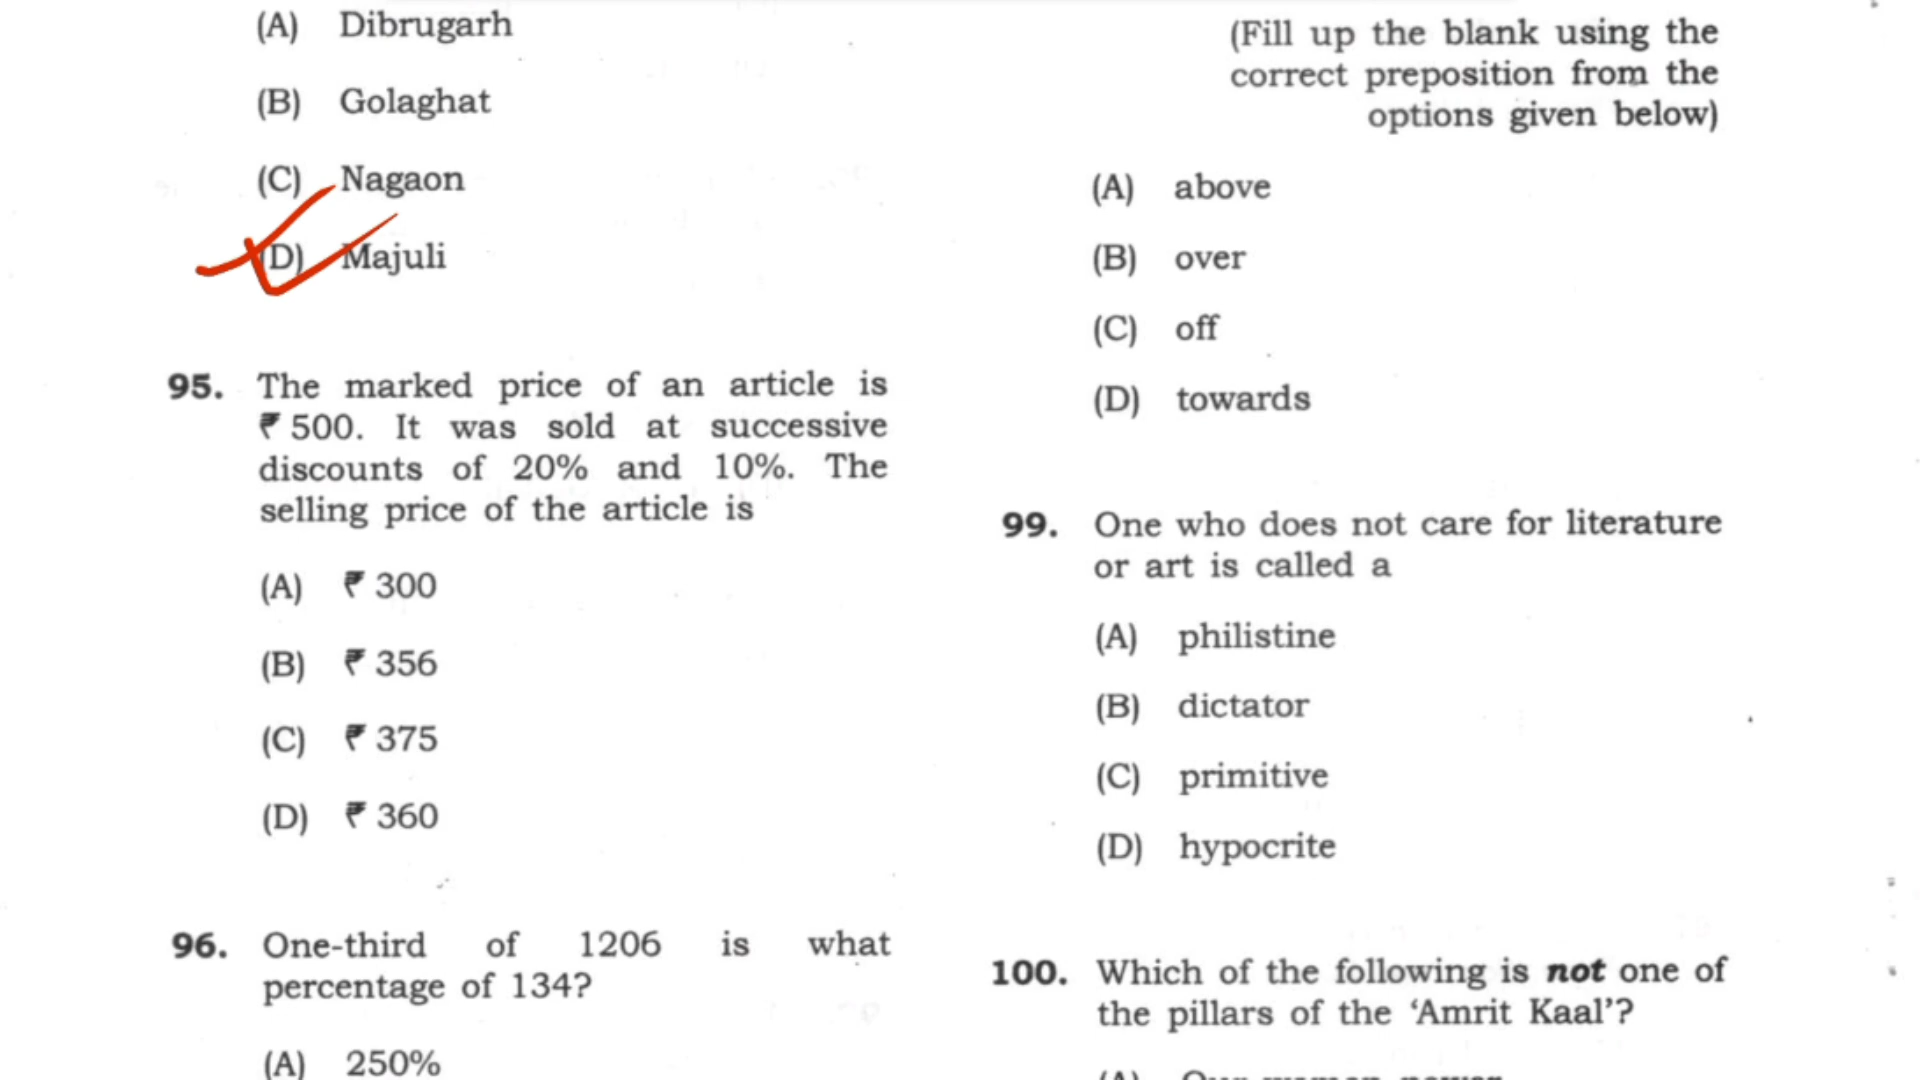 (A) Dibrugarh
(B) Golaghat
(C) Nagaon
(D) Majuli
95. The marked price of an article is
₹ 500. It was sold at successive
discounts of 20% and 10%. The
selling price of the article is
(A) ₹ 300
(B) ₹ 356
(C) ₹ 375
(D) ₹ 360
96. One-third of 1206 is what
percentage of 134?
(A) 250%
(Fill up the blank using the
correct preposition from the
options given below)
(A) above
(B) over
(C) off
(D) towards
99. One who does not care for literature
or art is called a
(A) philistine
(B) dictator
(C) primitive
(D) hypocrite
100. Which of the following is not one of
the pillars of the ‘Amrit Kaal’?
(A) Our women power